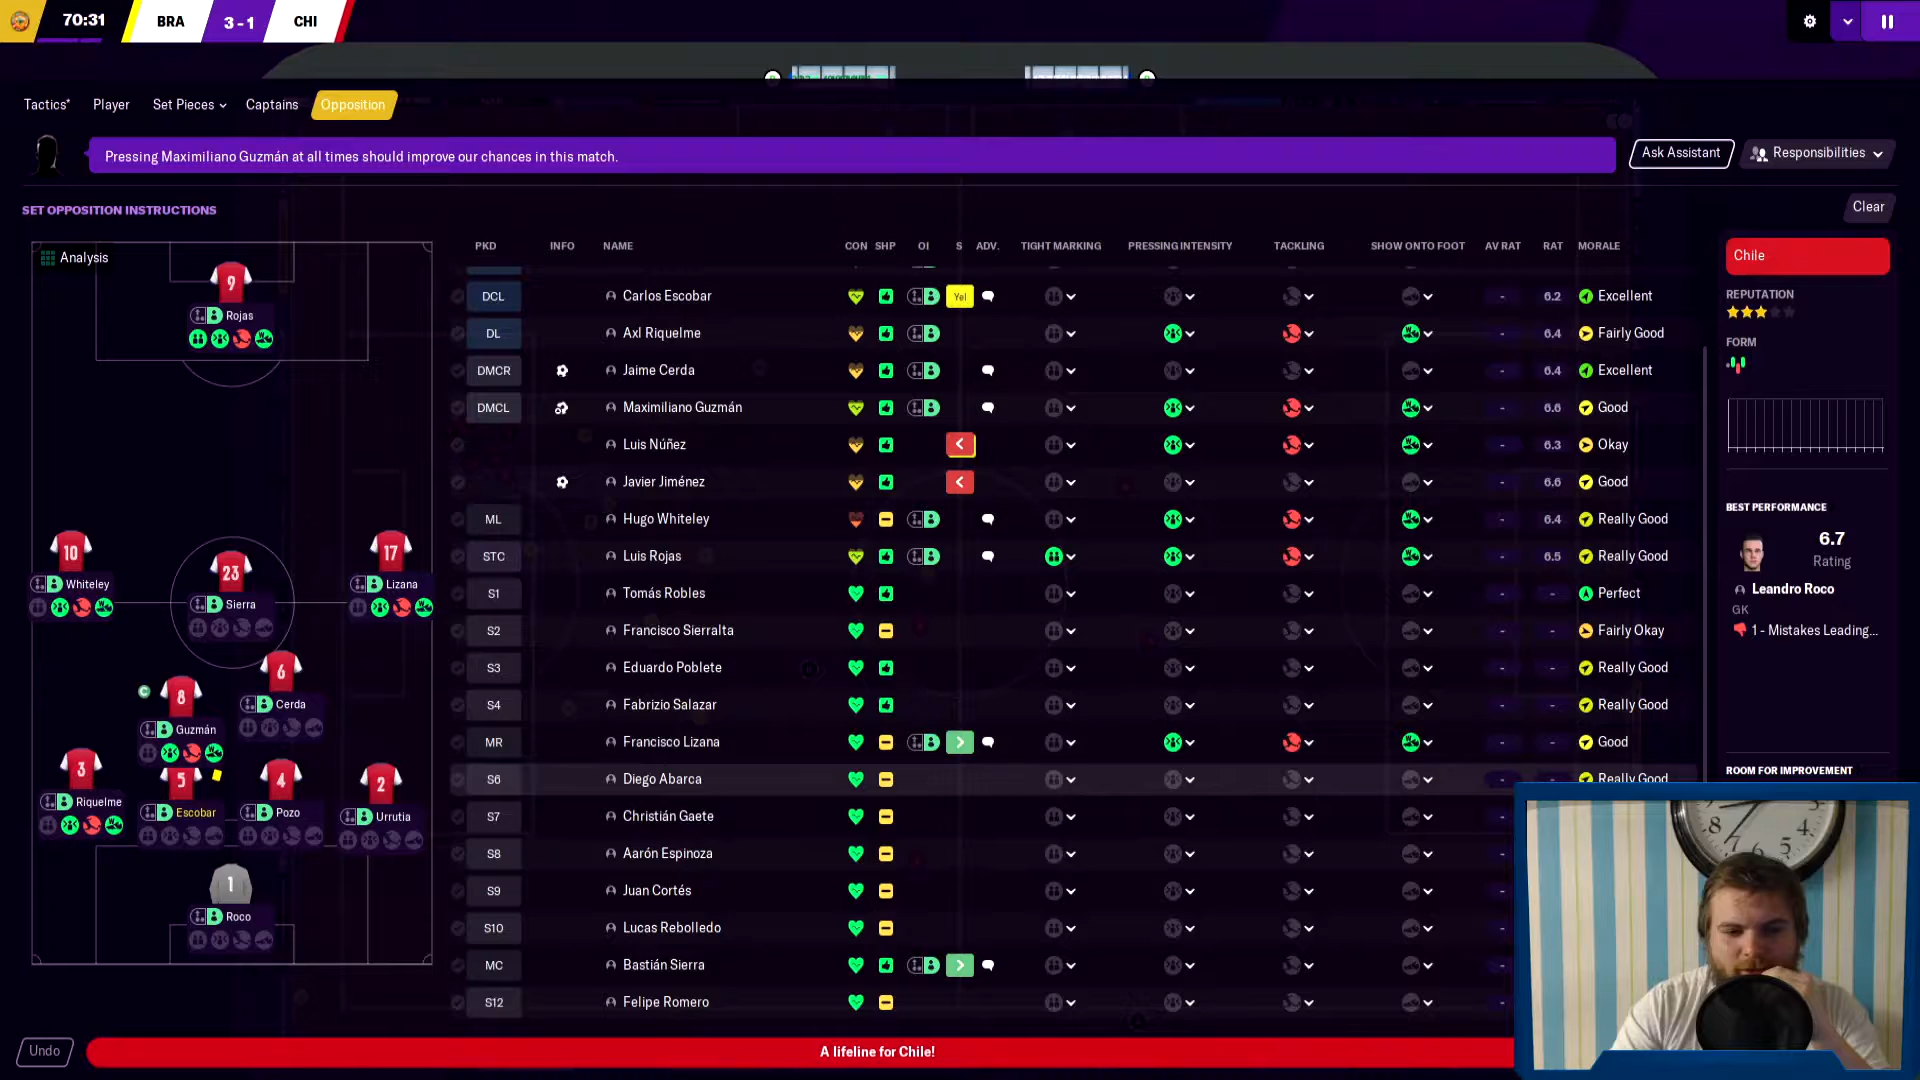 70:31 BRA 3 - 1 CHI
Tactics* Player Set Pieces Captains Opposition
Pressing Maximiliano Guzmán at all times should improve our chances in this match. Ask Assistant Responsibilities
SET OPPOSITION INSTRUCTIONS Clear
Analysis
9
Rojas
10
Whiteley
23
Sierra
17
Lizana
8
Guzmán
6
Cerda
3
Riquelme
5
Escobar
4
Pozo
2
Urrutia
1
Roco
PKD INFO NAME CON SHP OI S ADV. TIGHT MARKING PRESSING INTENSITY TACKLING SHOW ONTO FOOT AV RAT RAT MORALE
DCL Carlos Escobar Yel - 6.2 Excellent
DL Axl Riquelme - 6.4 Fairly Good
DMCR Jaime Cerda - 6.4 Excellent
DMCL Maximiliano Guzmán - 6.6 Good
Luis Núñez - 6.3 Okay
Javier Jiménez - 6.6 Good
ML Hugo Whiteley - 6.4 Really Good
STC Luis Rojas - 6.5 Really Good
S1 Tomás Robles - - Perfect
S2 Francisco Sierralta - - Fairly Okay
S3 Eduardo Poblete - - Really Good
S4 Fabrizio Salazar - - Really Good
MR Francisco Lizana - - Good
S6 Diego Abarca - - Really Good
S7 Christián Gaete -
S8 Aarón Espinoza -
S9 Juan Cortés -
S10 Lucas Rebolledo -
MC Bastián Sierra -
S12 Felipe Romero -
Chile
REPUTATION
FORM
BEST PERFORMANCE
6.7
Rating
Leandro Roco
GK
1 - Mistakes Leading...
ROOM FOR IMPROVEMENT
Undo A lifeline for Chile!